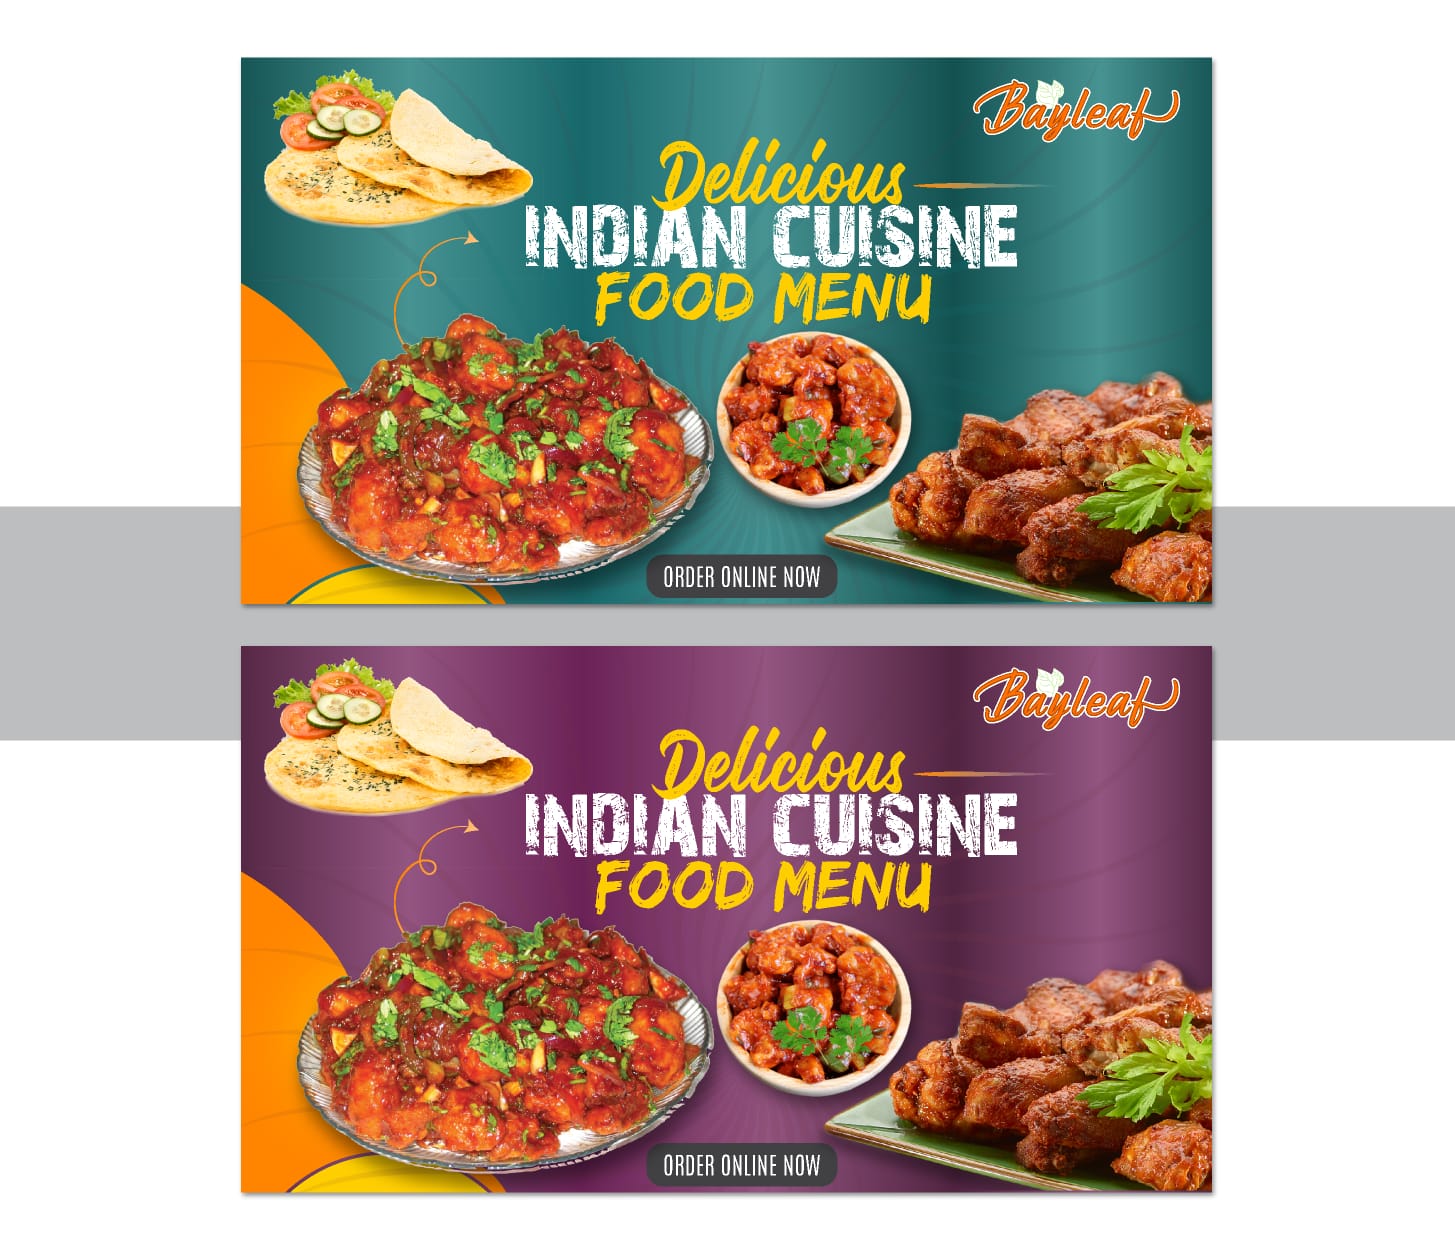 Bayleaf
Delicious
INDIAN CUISINE
FOOD MENU
ORDER ONLINE NOW
Bayleaf
Delicious
INDIAN CUISINE
FOOD MENU
ORDER ONLINE NOW